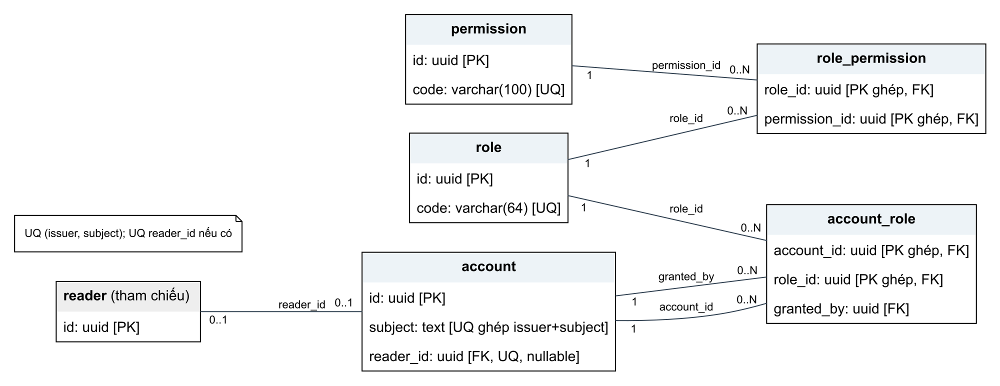 permission
id: uuid [PK]
code: varchar(100) [UQ]
permission_id
1
0..N
role_permission
role_id: uuid [PK ghép, FK]
permission_id: uuid [PK ghép, FK]
role_id
1
0..N
role
id: uuid [PK]
code: varchar(64) [UQ]
role_id
1
0..N
account_role
account_id: uuid [PK ghép, FK]
role_id: uuid [PK ghép, FK]
granted_by: uuid [FK]
UQ (issuer, subject); UQ reader_id nếu có
reader (tham chiếu)
id: uuid [PK]
reader_id
0..1
0..1
account
id: uuid [PK]
subject: text [UQ ghép issuer+subject]
reader_id: uuid [FK, UQ, nullable]
granted_by
1
0..N
account_id
1
0..N